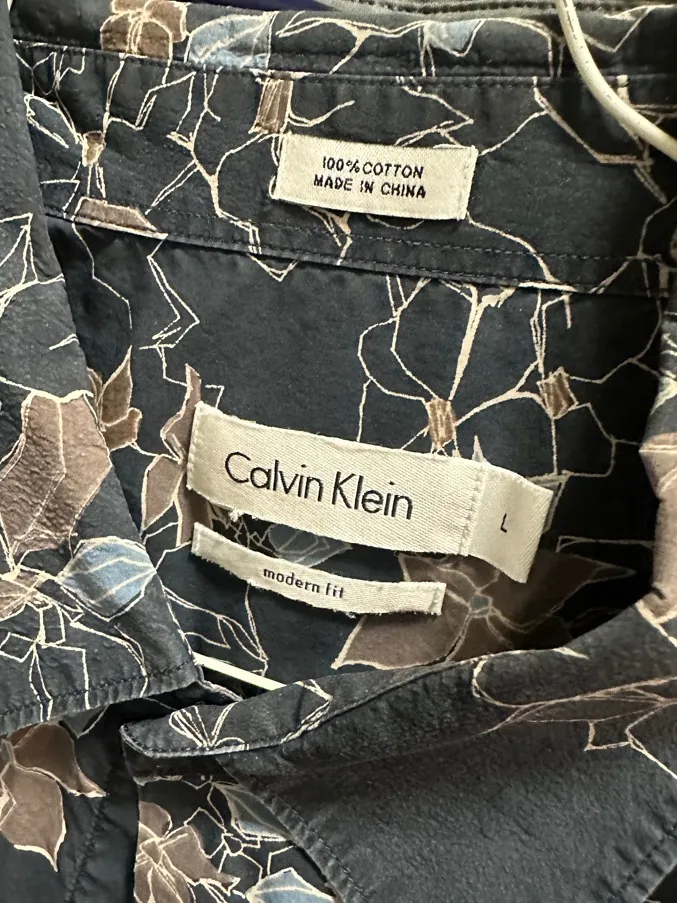 100% COTTON
MADE IN CHINA
Calvin Klein
L
modern fit